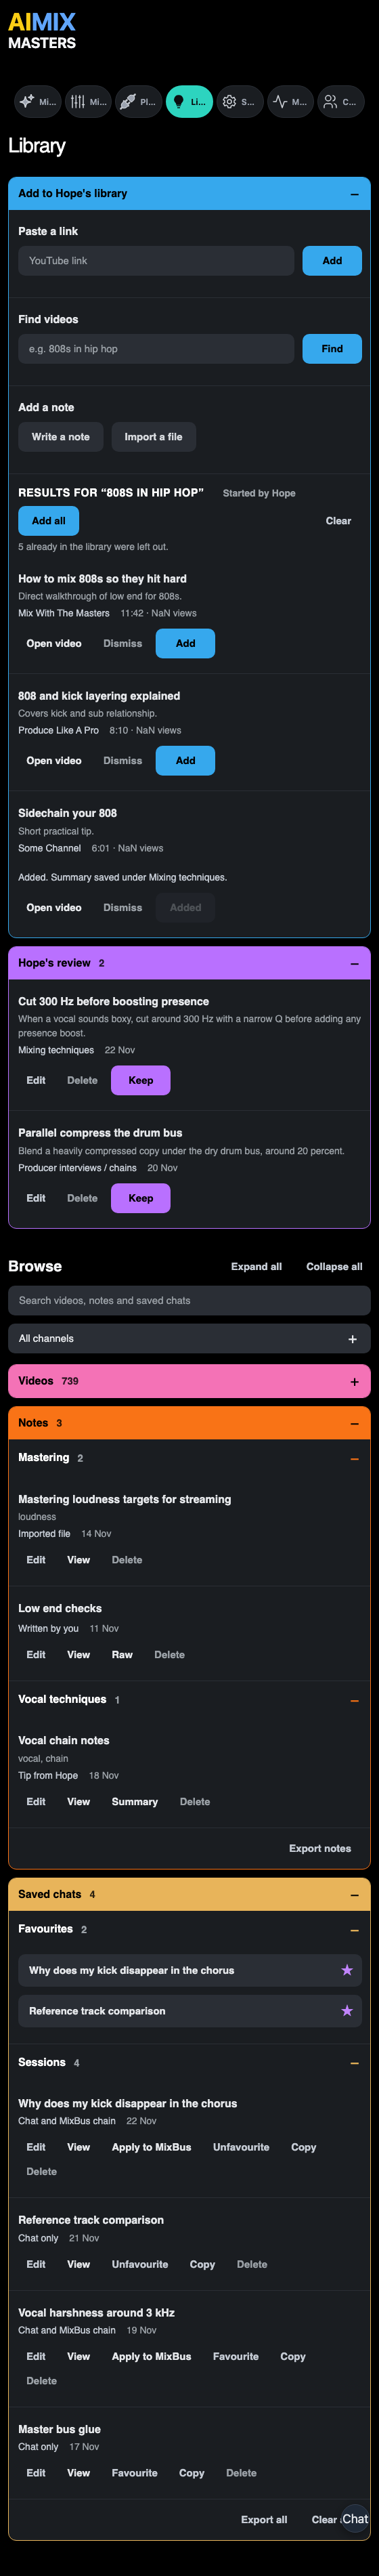 AIMIX
MASTERS
Mi...
Mi...
Pl...
Li...
S...
M...
C...
Library
Add to Hope's library
Paste a link
YouTube link
Add
Find videos
e.g. 808s in hip hop
Find
Add a note
Write a note
Import a file
RESULTS FOR “808S IN HIP HOP” Started by Hope
Add all
Clear
5 already in the library were left out.
How to mix 808s so they hit hard
Direct walkthrough of low end for 808s.
Mix With The Masters 11:42 · NaN views
Open video Dismiss Add
808 and kick layering explained
Covers kick and sub relationship.
Produce Like A Pro 8:10 · NaN views
Open video Dismiss Add
Sidechain your 808
Short practical tip.
Some Channel 6:01 · NaN views
Added. Summary saved under Mixing techniques.
Open video Dismiss Added
Hope's review 2
Cut 300 Hz before boosting presence
When a vocal sounds boxy, cut around 300 Hz with a narrow Q before adding any
presence boost.
Mixing techniques 22 Nov
Edit Delete Keep
Parallel compress the drum bus
Blend a heavily compressed copy under the dry drum bus, around 20 percent.
Producer interviews / chains 20 Nov
Edit Delete Keep
Browse Expand all Collapse all
Search videos, notes and saved chats
All channels
Videos 739
Notes 3
Mastering 2
Mastering loudness targets for streaming
loudness
Imported file 14 Nov
Edit View Delete
Low end checks
Written by you 11 Nov
Edit View Raw Delete
Vocal techniques 1
Vocal chain notes
vocal, chain
Tip from Hope 18 Nov
Edit View Summary Delete
Export notes
Saved chats 4
Favourites 2
Why does my kick disappear in the chorus
Reference track comparison
Sessions 4
Why does my kick disappear in the chorus
Chat and MixBus chain 22 Nov
Edit View Apply to MixBus Unfavourite Copy
Delete
Reference track comparison
Chat only 21 Nov
Edit View Unfavourite Copy Delete
Vocal harshness around 3 kHz
Chat and MixBus chain 19 Nov
Edit View Apply to MixBus Favourite Copy
Delete
Master bus glue
Chat only 17 Nov
Edit View Favourite Copy Delete
Export all Clear
Chat